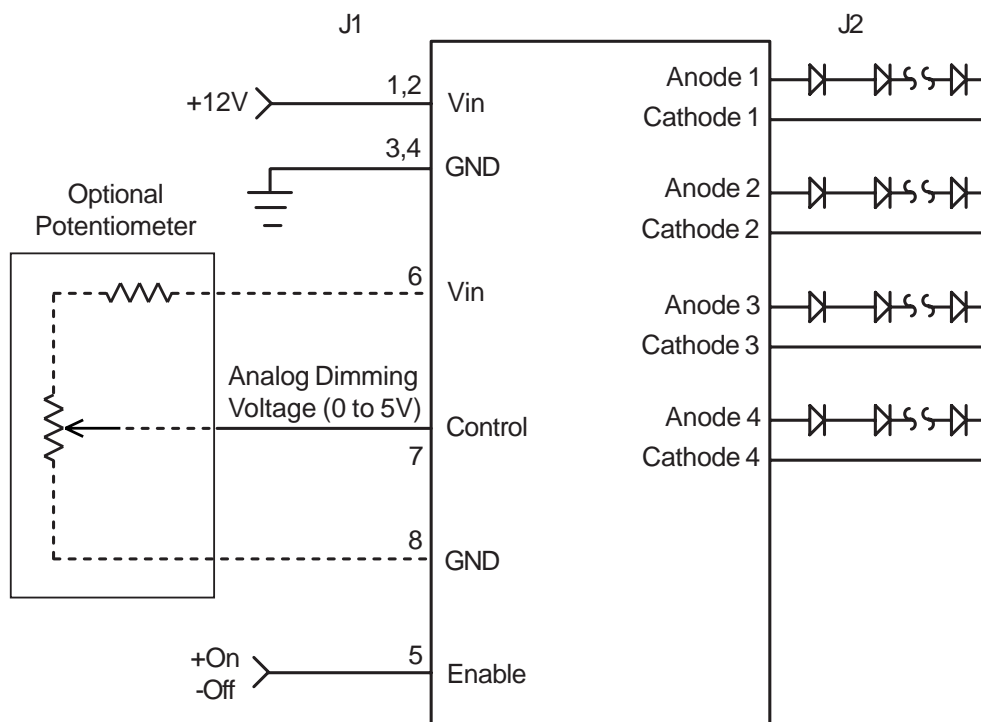 J1
J2
+12V
1,2
Vin
3,4
GND
Optional
Potentiometer
6
Vin
Analog Dimming
Voltage (0 to 5V)
Control
7
8
GND
+On
-Off
5
Enable
Anode 1
Cathode 1
Anode 2
Cathode 2
Anode 3
Cathode 3
Anode 4
Cathode 4